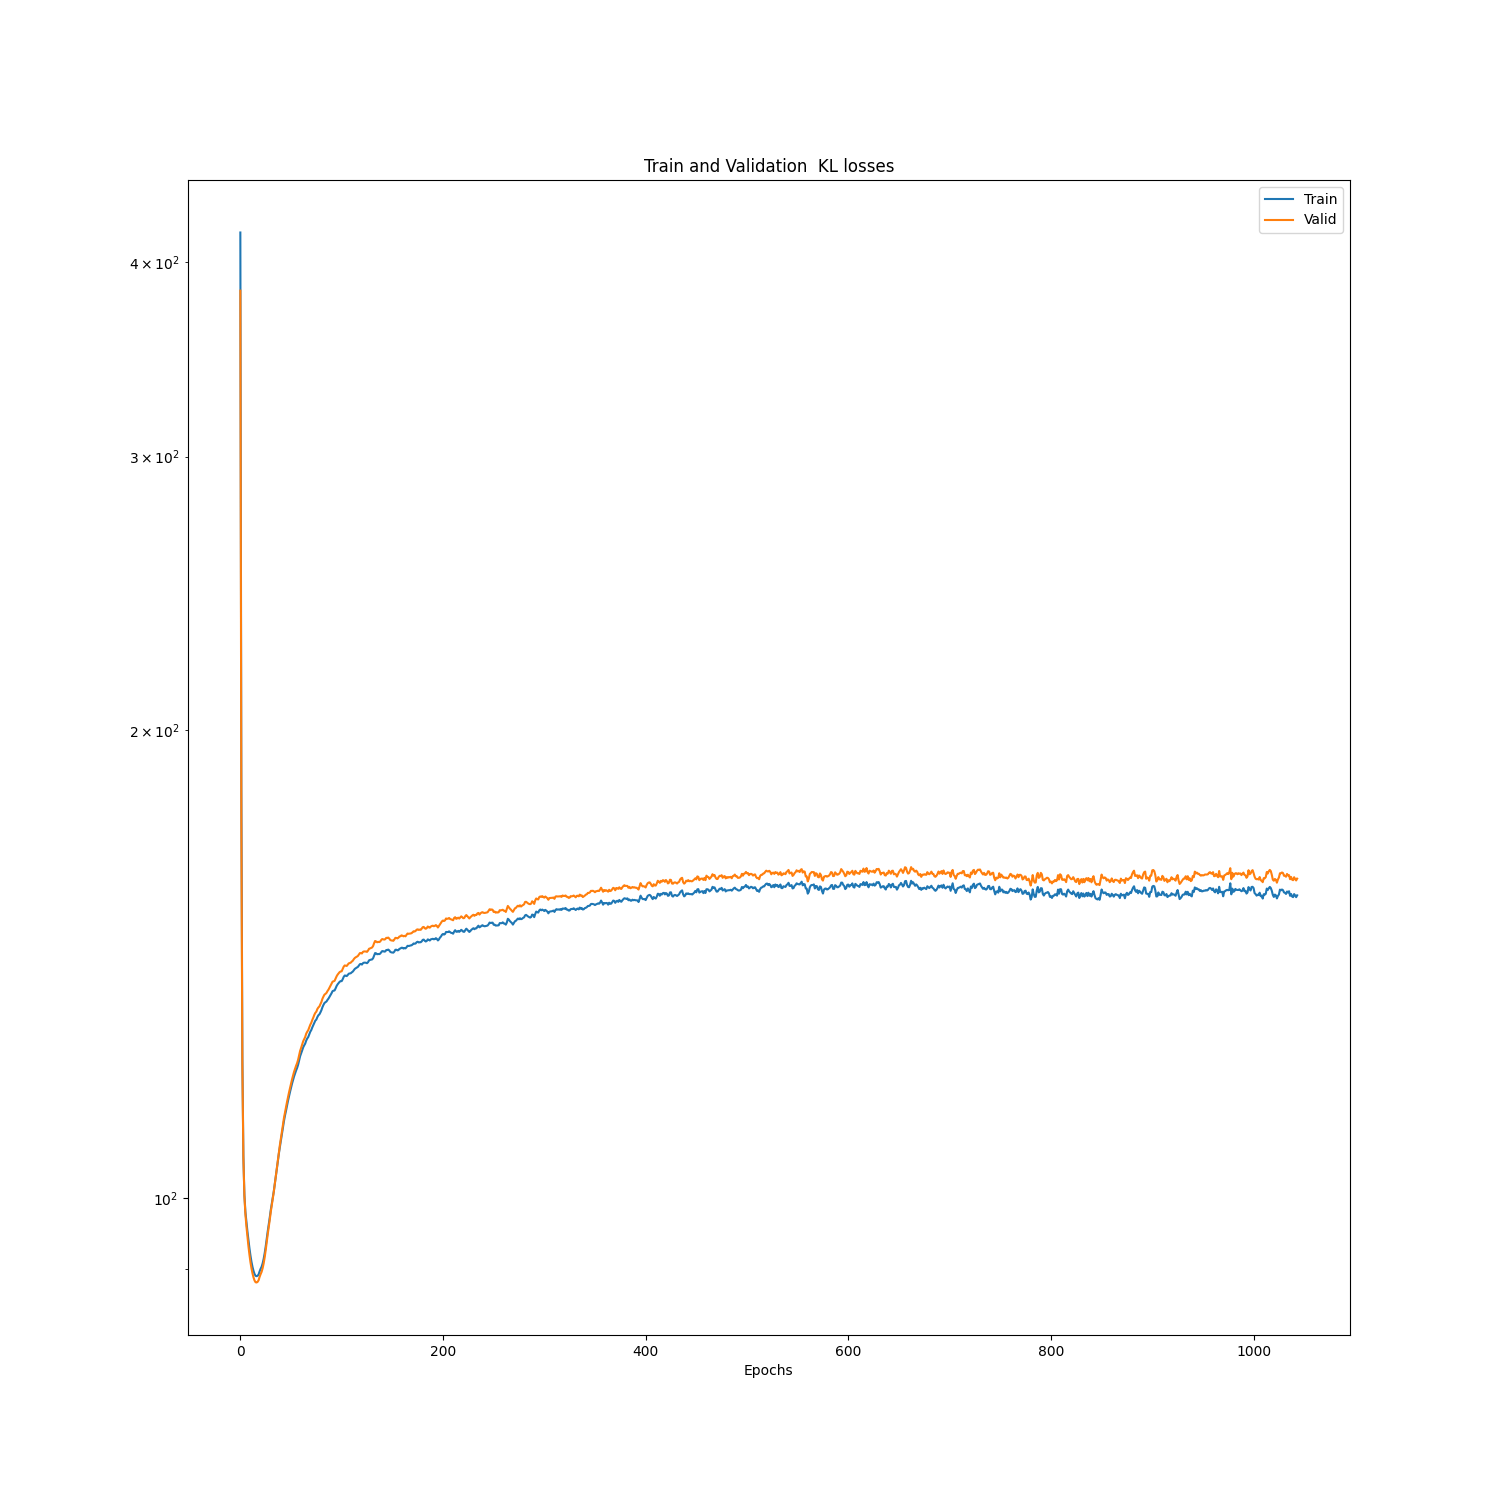 Train and Validation  KL losses
Train
Valid
4 × 10²
3 × 10²
2 × 10²
10²
0 200 400 600 800 1000
Epochs